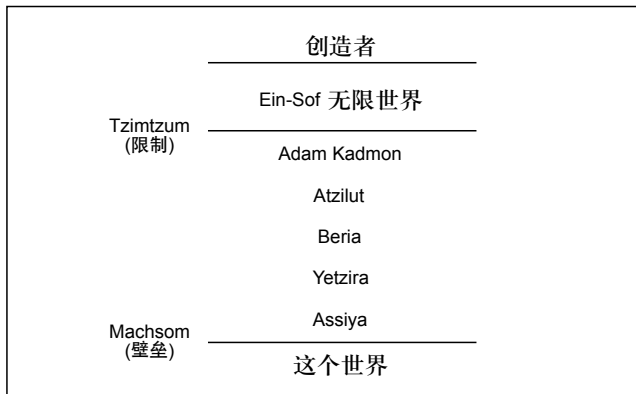 创造者
Ein-Sof 无限世界
Tzimtzum
(限制)
Adam Kadmon
Atzilut
Beria
Yetzira
Assiya
Machsom
(壁垒)
这个世界